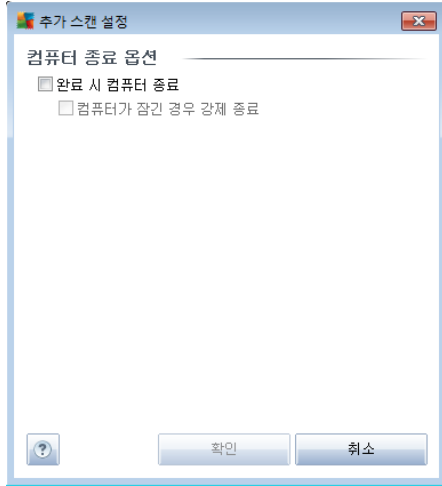 추가 스캔 설정
컴퓨터 종료 옵션
완료 시 컴퓨터 종료
컴퓨터가 잠긴 경우 강제 종료
? 확인 취소